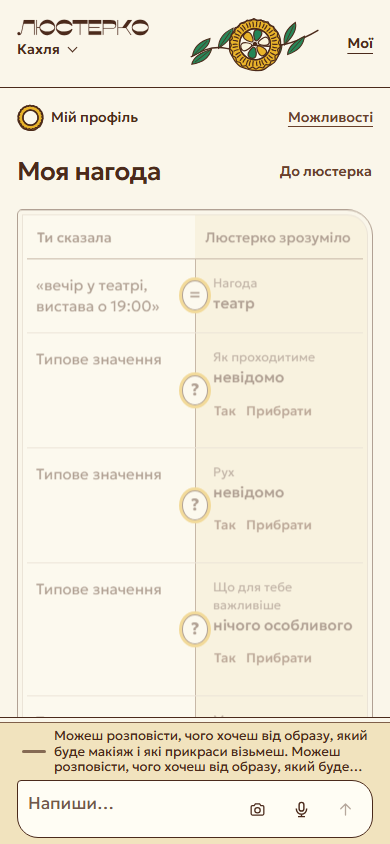 ЛЮСТЕРКО
Кахля
Мої
Мій профіль
Можливості
Моя нагода
До люстерка
Ти сказала
Люстерко зрозуміло
«вечір у театрі,
вистава о 19:00»
=
Нагода
театр
Типове значення
?
Як проходитиме
невідомо
Так Прибрати
Типове значення
?
Рух
невідомо
Так Прибрати
Типове значення
?
Що для тебе
важливіше
нічого особливого
Так Прибрати
Можеш розповісти, чого хочеш від образу, який
буде макіяж і які прикраси візьмеш. Можеш
розповісти, чого хочеш від образу, який буде…
Напиши…